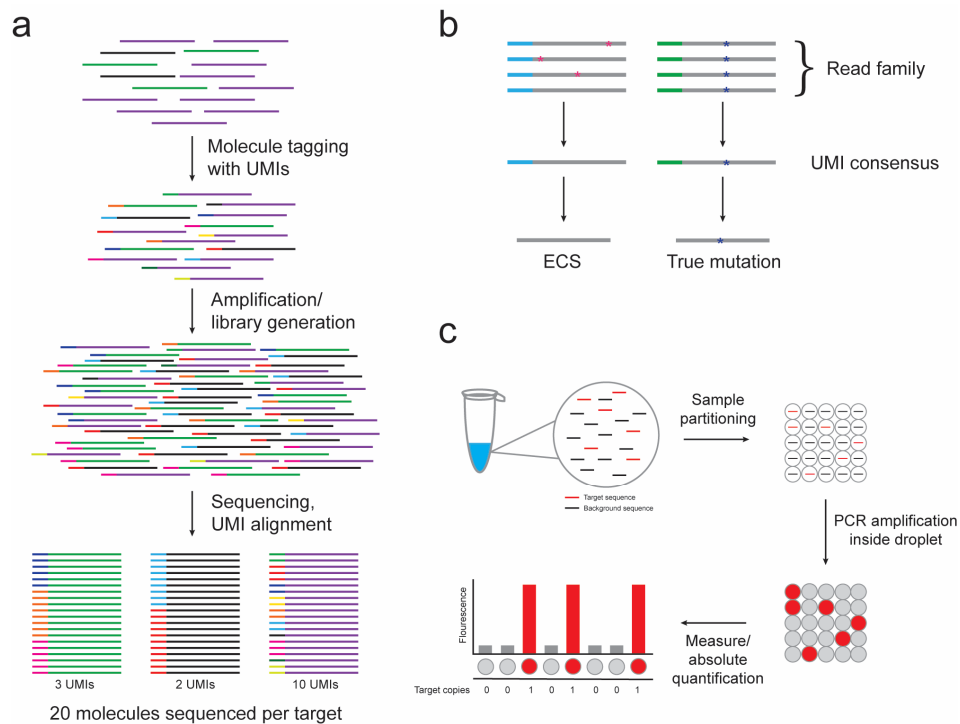 a
Molecule tagging
with UMIs
Amplification/
library generation
Sequencing,
UMI alignment
3 UMIs
2 UMIs
10 UMIs
20 molecules sequenced per target
b
Read family
UMI consensus
ECS
True mutation
c
Sample
partitioning
Target sequence
Background sequence
PCR amplification
inside droplet
Measure/
absolute
quantification
Flourescence
Target copies 0 0 1 0 1 0 0 1